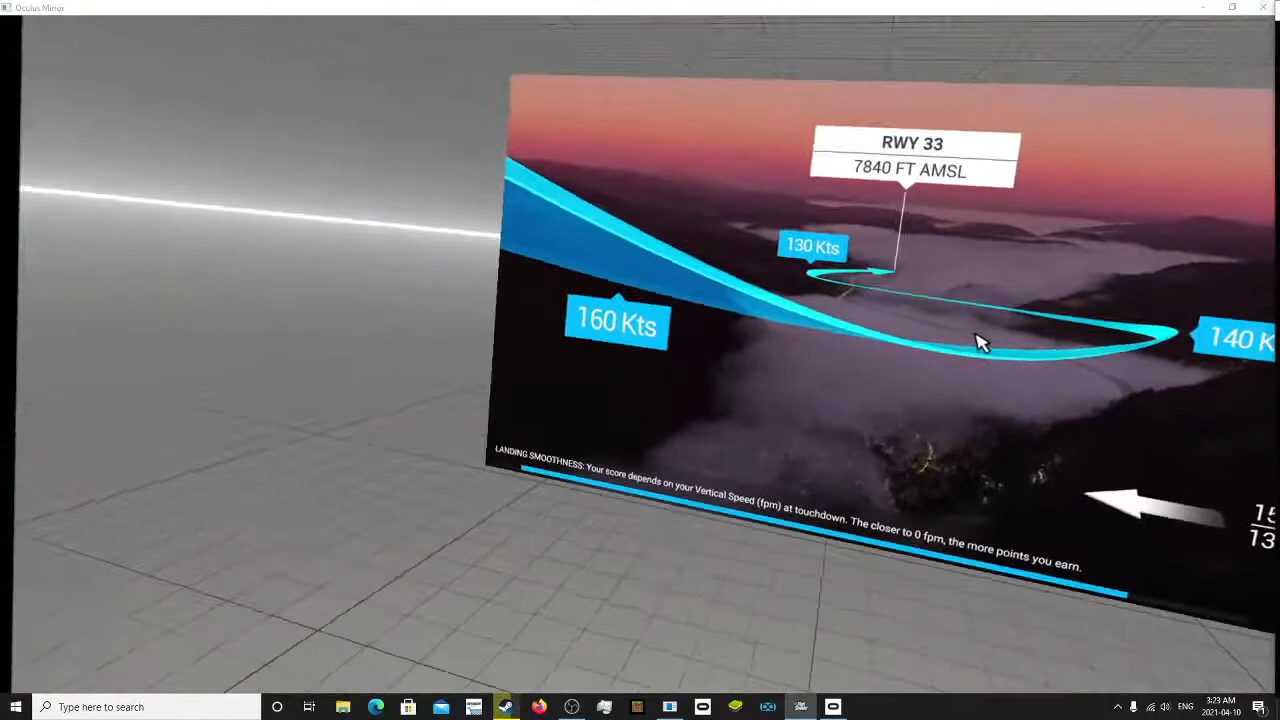 Oculus Mirror
RWY 33
7840 FT AMSL
130 Kts
160 Kts
140 K
LANDING SMOOTHNESS: Your score depends on your Vertical Speed (fpm) at touchdown. The closer to 0 fpm, the more points you earn.
15
13
Type here to search
ENG
3:23 AM
2021-04-10